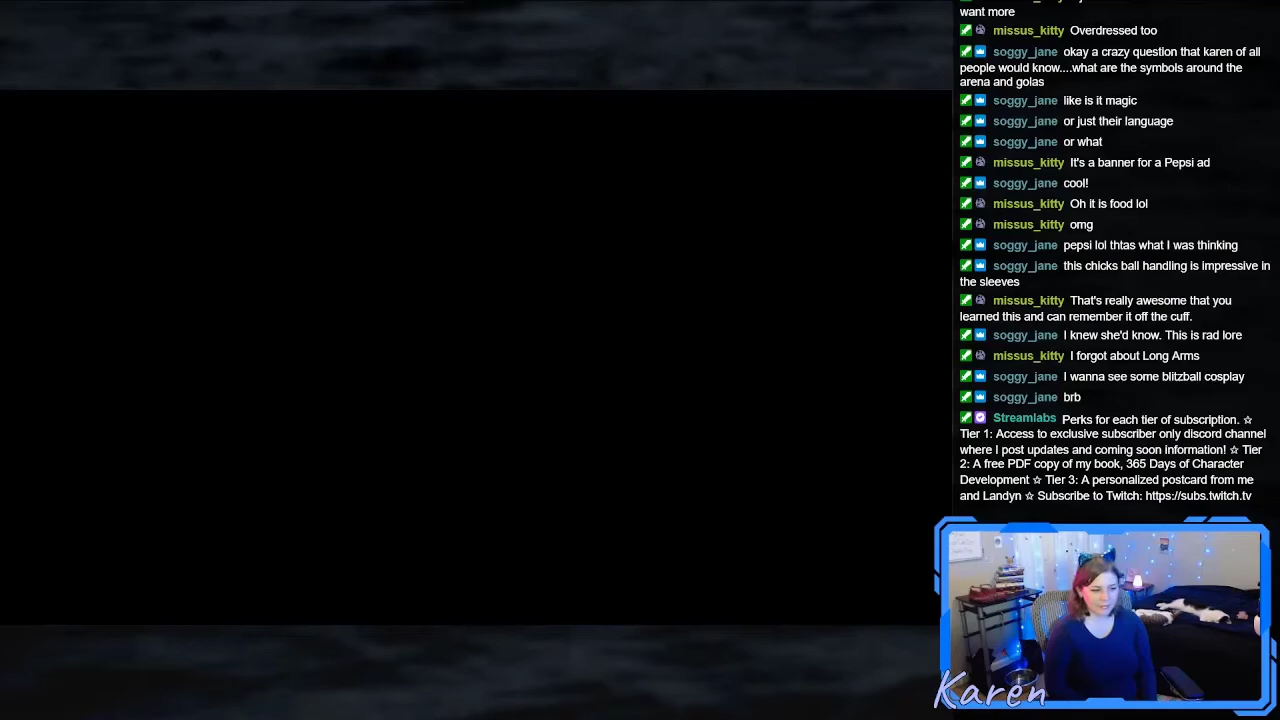 want more
missus_kitty Overdressed too
soggy_jane okay a crazy question that karen of all
people would know....what are the symbols around the
arena and golas
soggy_jane like is it magic
soggy_jane or just their language
soggy_jane or what
missus_kitty It's a banner for a Pepsi ad
soggy_jane cool!
missus_kitty Oh it is food lol
missus_kitty omg
soggy_jane pepsi lol thtas what I was thinking
soggy_jane this chicks ball handling is impressive in
the sleeves
missus_kitty That's really awesome that you
learned this and can remember it off the cuff.
soggy_jane I knew she'd know. This is rad lore
missus_kitty I forgot about Long Arms
soggy_jane I wanna see some blitzball cosplay
soggy_jane brb
Streamlabs Perks for each tier of subscription. ☆
Tier 1: Access to exclusive subscriber only discord channel
where I post updates and coming soon information! ☆ Tier
2: A free PDF copy of my book, 365 Days of Character
Development ☆ Tier 3: A personalized postcard from me
and Landyn ☆ Subscribe to Twitch: https://subs.twitch.tv
Karen